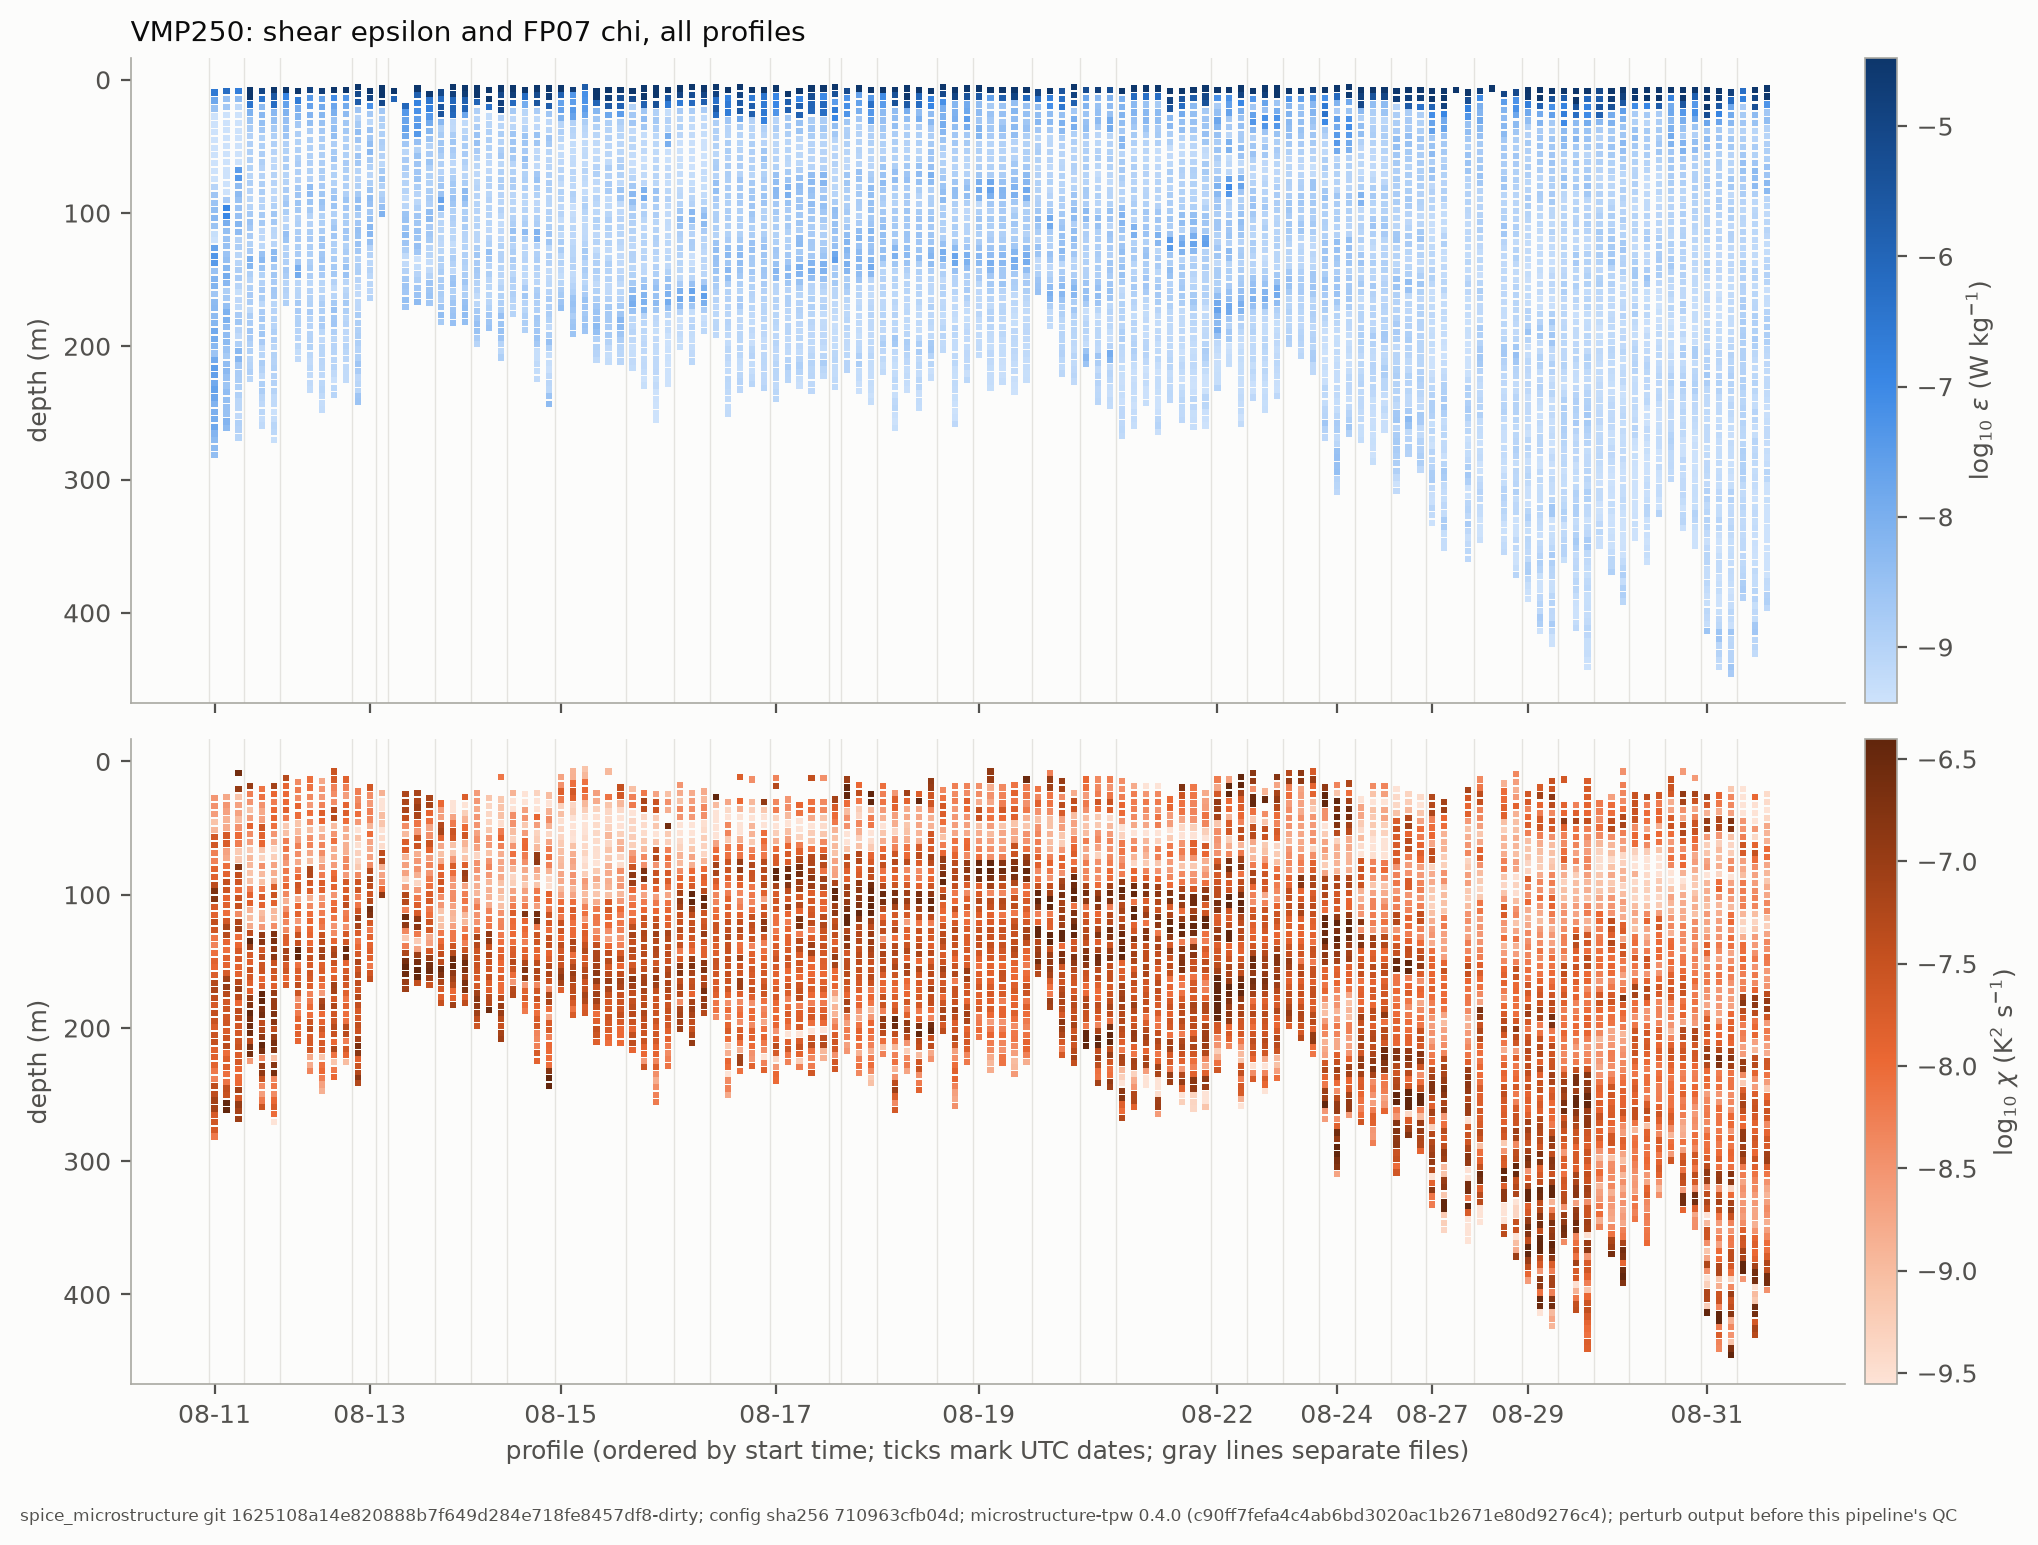 VMP250: shear epsilon and FP07 chi, all profiles
0
100
200
300
400
depth (m)
−5
−6
−7
−8
−9
log₁₀ ε (W kg⁻¹)
0
100
200
300
400
depth (m)
−6.5
−7.0
−7.5
−8.0
−8.5
−9.0
−9.5
log₁₀ χ (K² s⁻¹)
08-11 08-13 08-15 08-17 08-19 08-22 08-24 08-27 08-29 08-31
profile (ordered by start time; ticks mark UTC dates; gray lines separate files)
spice_microstructure git 1625108a14e820888b7f649d284e718fe8457df8-dirty; config sha256 710963cfb04d; microstructure-tpw 0.4.0 (c90ff7fefa4c4ab6bd3020ac1b2671e80d9276c4); perturb output before this pipeline's QC